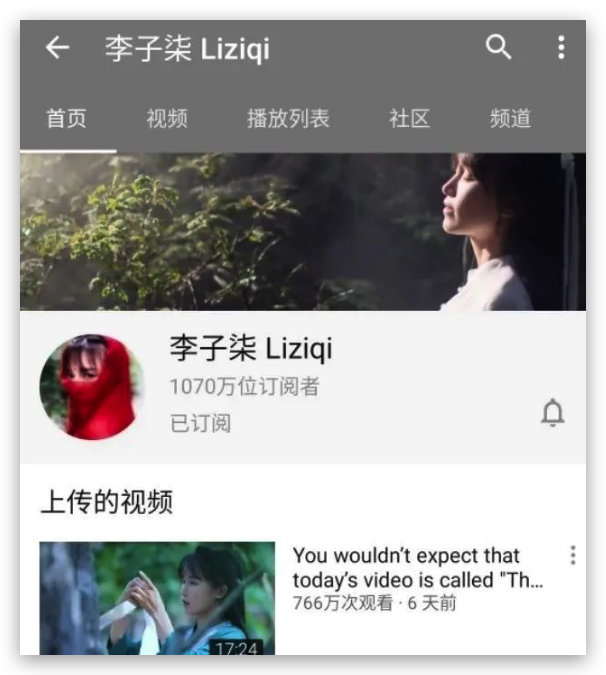 李子柒 Liziqi
首页 视频 播放列表 社区 频道
李子柒 Liziqi
1070万位订阅者
已订阅
上传的视频
You wouldn’t expect that
today’s video is called "Th...
766万次观看 · 6 天前
17:24